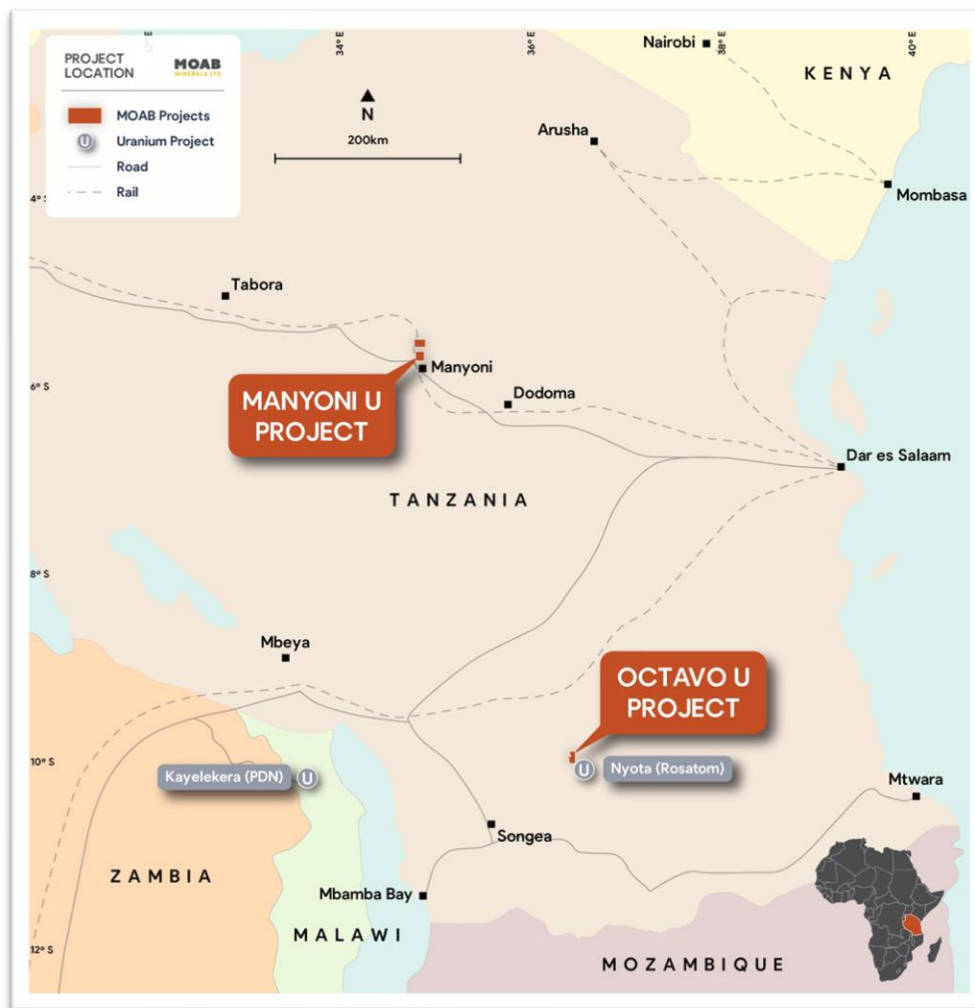 32° E
34° E
36° E
38° E
40° E
PROJECT
LOCATION
MOAB
MINERALS LTD
MOAB Projects
U Uranium Project
Road
Rail
N
200km
Nairobi
KENYA
Arusha
Mombasa
4° S
Tabora
Manyoni
6° S
MANYONI U
PROJECT
Dodoma
Dar es Salaam
TANZANIA
8° S
Mbeya
OCTAVO U
PROJECT
10° S
Kayelekera (PDN) U
U Nyota (Rosatom)
Mtwara
Songea
ZAMBIA
Mbamba Bay
MALAWI
12° S
MOZAMBIQUE